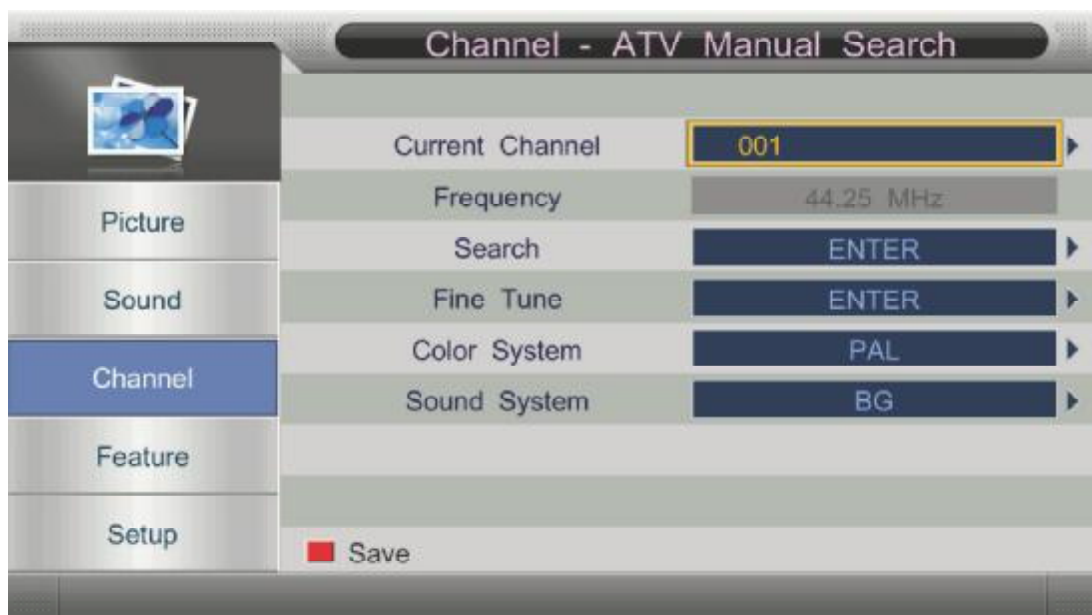 Channel - ATV Manual Search
Current Channel 001
Frequency 44.25 MHz
Search ENTER
Fine Tune ENTER
Color System PAL
Sound System BG
Picture
Sound
Channel
Feature
Setup
Save